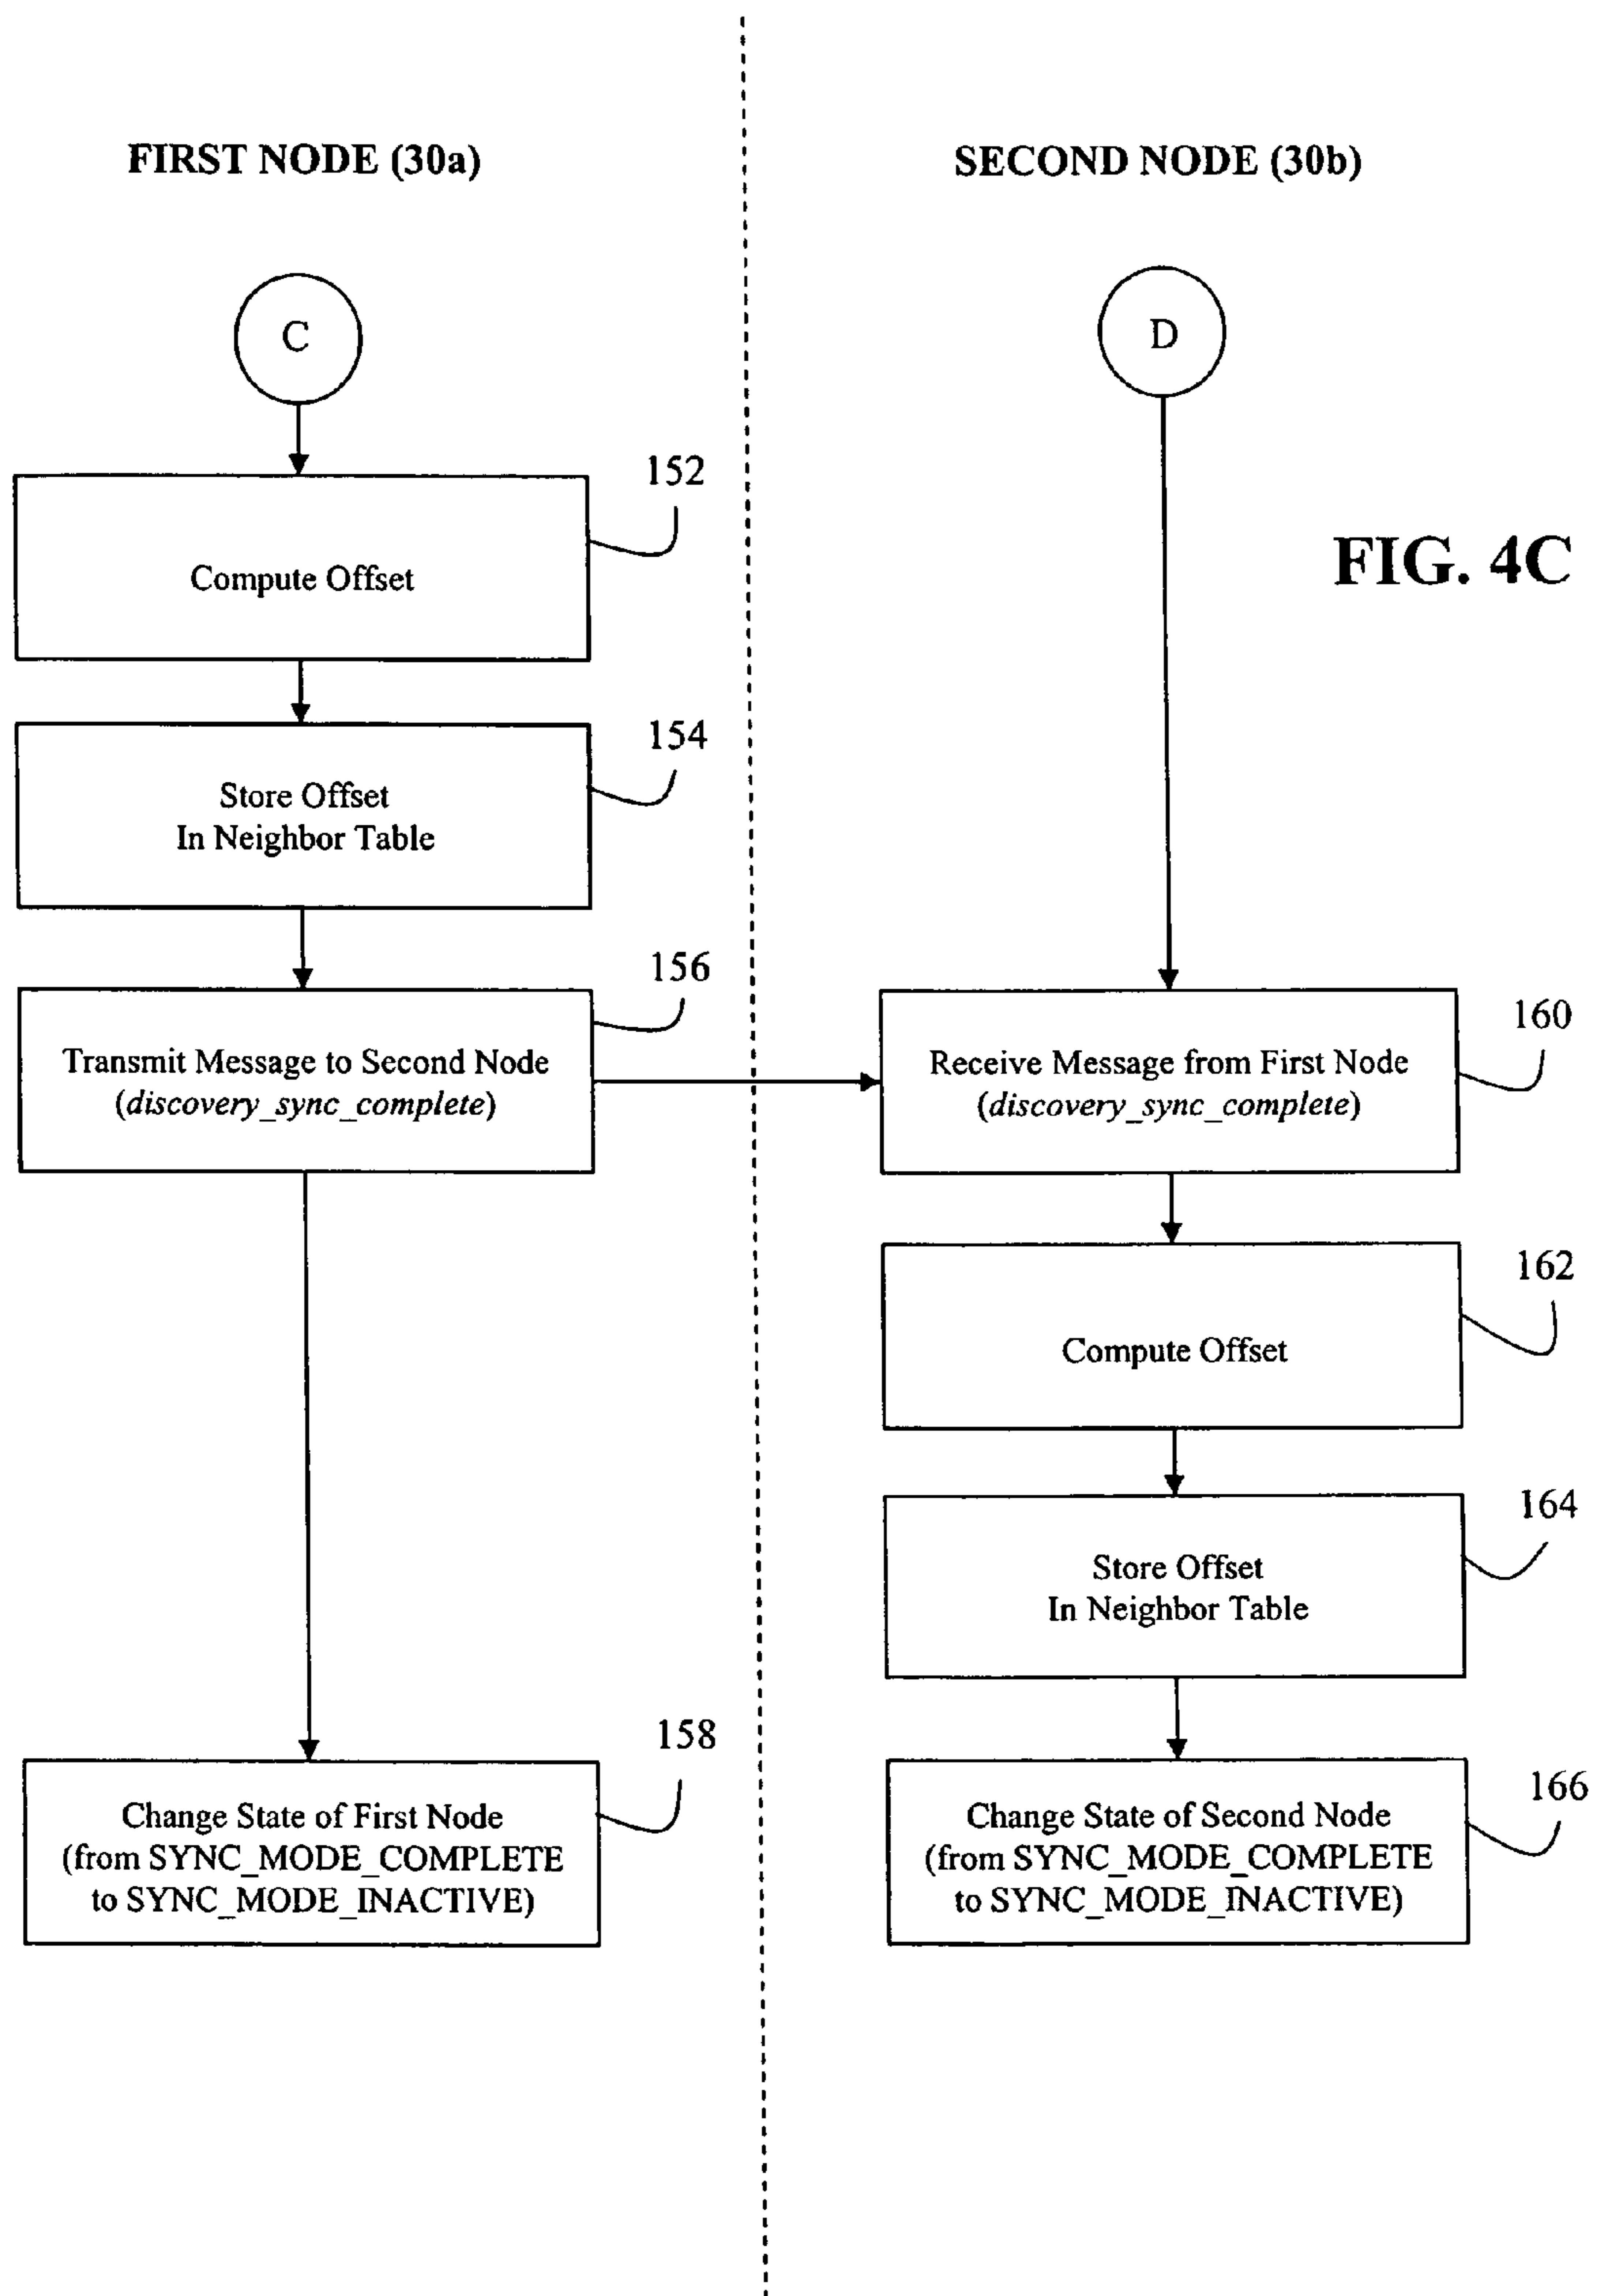 FIRST NODE (30a)
SECOND NODE (30b)
C
D
152
Compute Offset
FIG. 4C
154
Store Offset
In Neighbor Table
156
Transmit Message to Second Node
(discovery_sync_complete)
160
Receive Message from First Node
(discovery_sync_complete)
162
Compute Offset
164
Store Offset
In Neighbor Table
158
Change State of First Node
(from SYNC_MODE_COMPLETE
to SYNC_MODE_INACTIVE)
166
Change State of Second Node
(from SYNC_MODE_COMPLETE
to SYNC_MODE_INACTIVE)